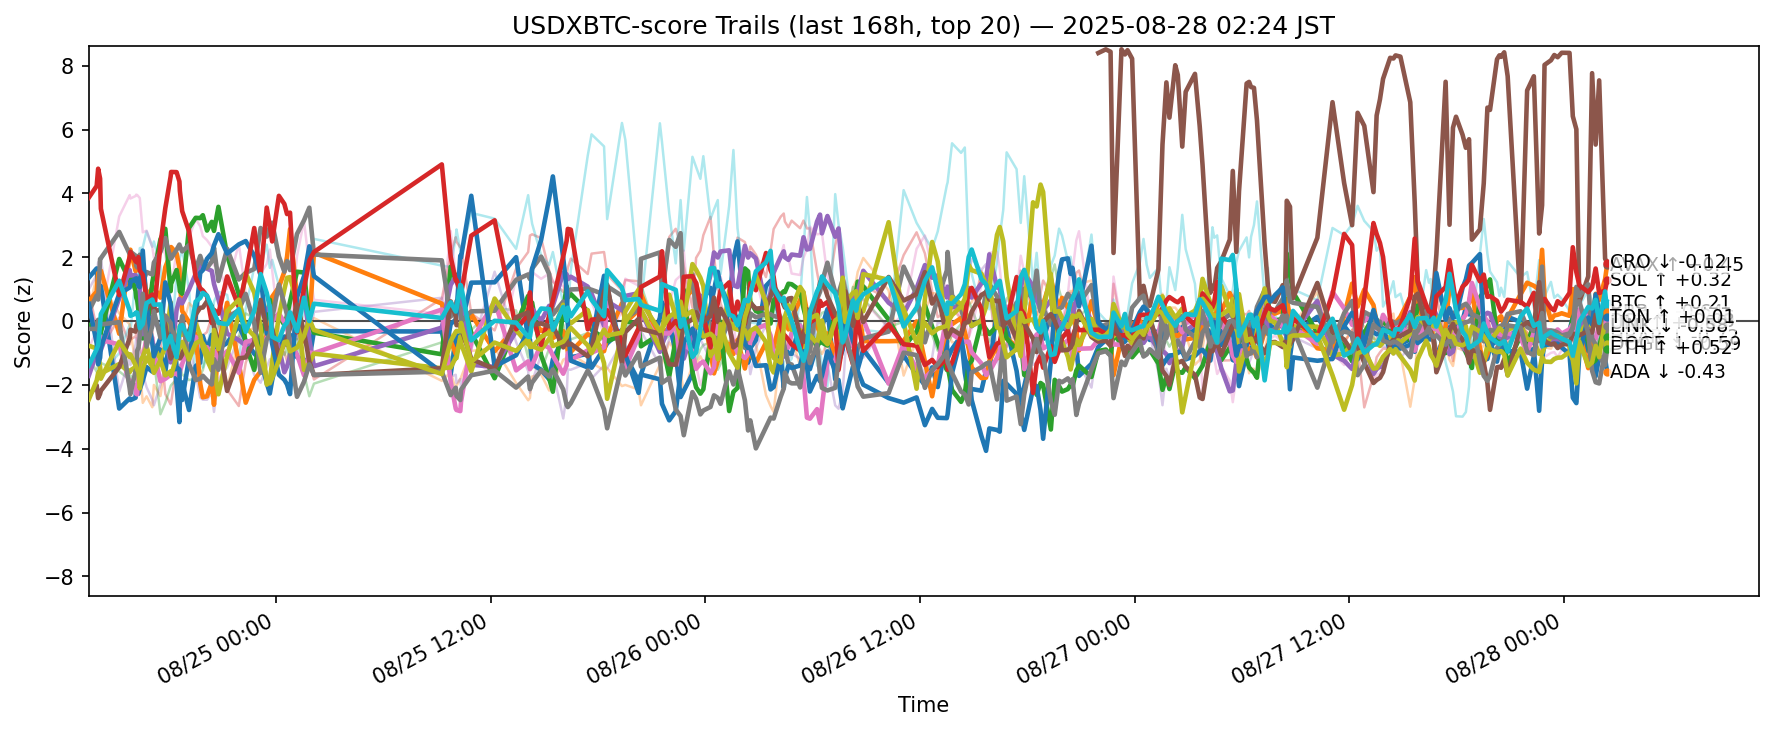 USDXBTC-score Trails (last 168h, top 20) — 2025-08-28 02:24 JST
Score (z)
8
6
4
2
0
−2
−4
−6
−8
CRO ↓ -0.12
SOL ↑ +0.32
BTC ↑ +0.21
TON ↑ +0.01
LINK ↓ -0.98
ETH ↑ +0.52
ADA ↓ -0.43
08/25 00:00
08/25 12:00
08/26 00:00
08/26 12:00
08/27 00:00
08/27 12:00
08/28 00:00
Time